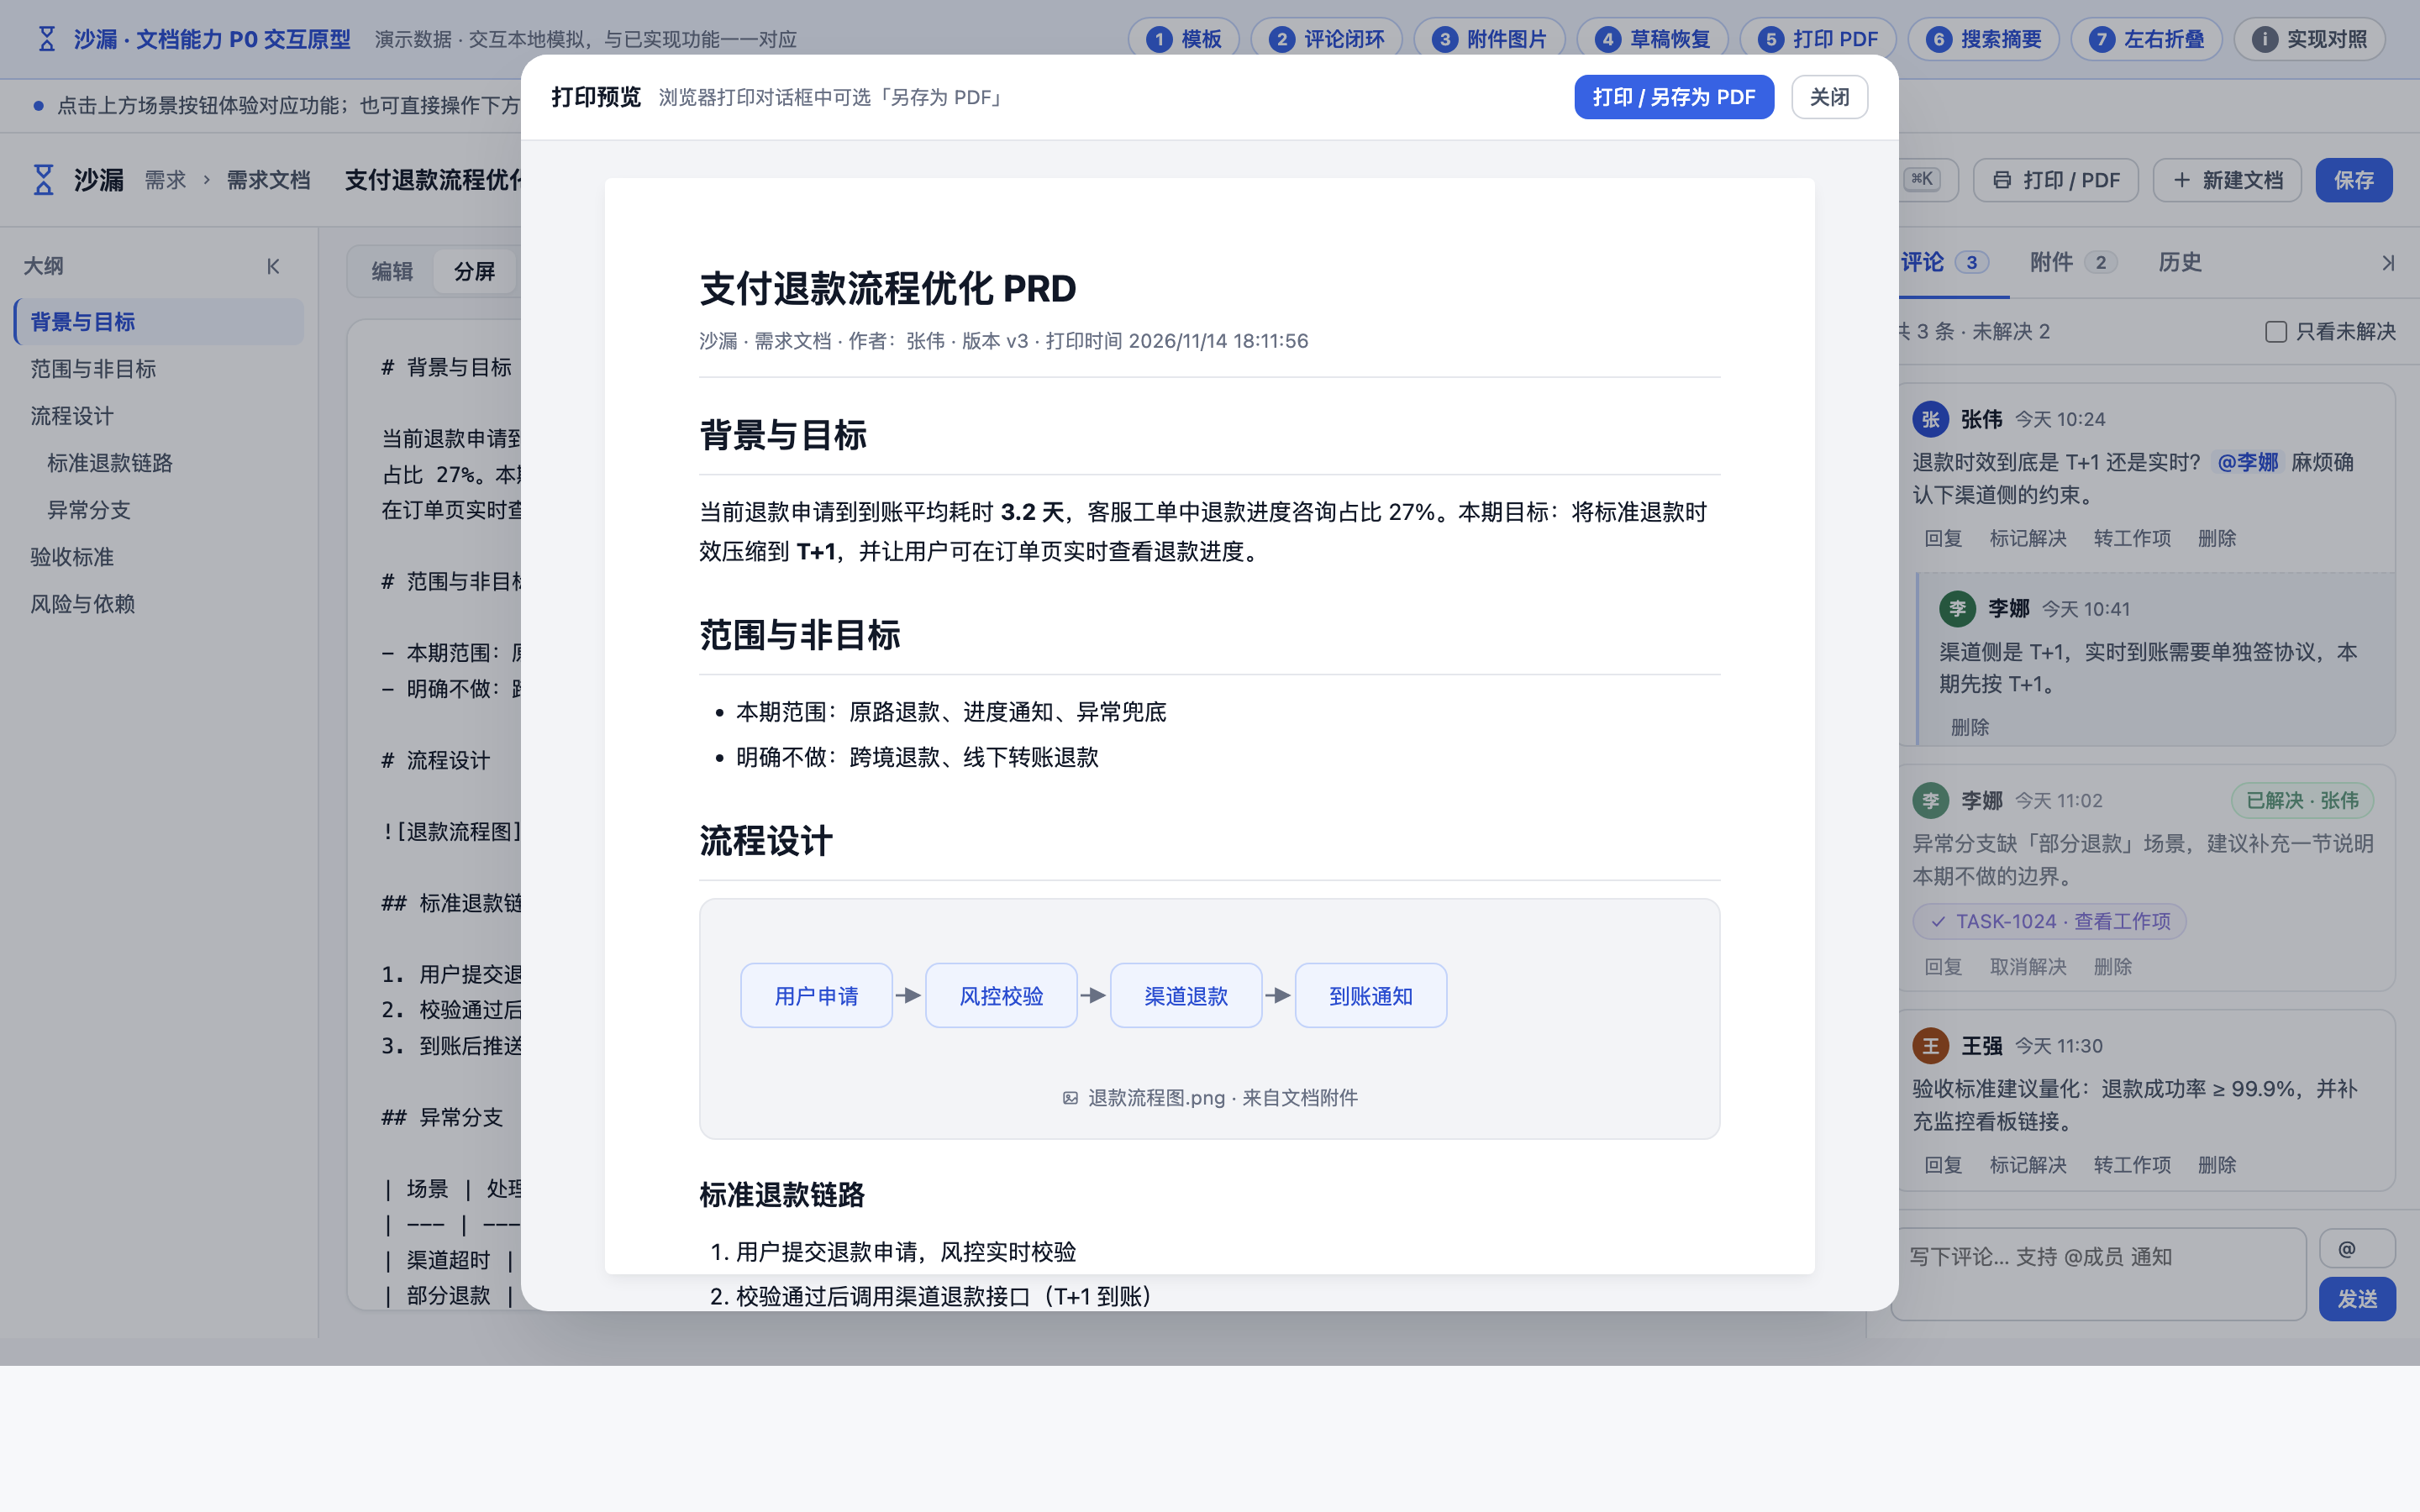 沙漏 · 文档能力 P0 交互原型 演示数据 · 交互本地模拟，与已实现功能一一对应
1 模板 2 评论闭环 3 附件图片 4 草稿恢复 5 打印 PDF 6 搜索摘要 7 左右折叠 i 实现对照
点击上方场景按钮体验对应功能；也可直接操作下方
沙漏 需求 › 需求文档 支付退款流程优化
⌘K 打印 / PDF + 新建文档 保存
大纲
背景与目标
范围与非目标
流程设计
标准退款链路
异常分支
验收标准
风险与依赖
编辑 分屏
# 背景与目标
当前退款申请到
占比 27%。本期
在订单页实时查
# 范围与非目标
- 本期范围：原
- 明确不做：跨
# 流程设计
![退款流程图]
## 标准退款链
1. 用户提交退
2. 校验通过后
3. 到账后推送
## 异常分支
| 场景 | 处理
| --- | ---
| 渠道超时 |
| 部分退款 |
打印预览 浏览器打印对话框中可选「另存为 PDF」 打印 / 另存为 PDF 关闭
支付退款流程优化 PRD
沙漏 · 需求文档 · 作者：张伟 · 版本 v3 · 打印时间 2026/11/14 18:11:56
背景与目标
当前退款申请到到账平均耗时 3.2 天，客服工单中退款进度咨询占比 27%。本期目标：将标准退款时
效压缩到 T+1，并让用户可在订单页实时查看退款进度。
范围与非目标
• 本期范围：原路退款、进度通知、异常兜底
• 明确不做：跨境退款、线下转账退款
流程设计
用户申请 风控校验 渠道退款 到账通知
退款流程图.png · 来自文档附件
标准退款链路
1. 用户提交退款申请，风控实时校验
2. 校验通过后调用渠道退款接口（T+1 到账）
评论 3 附件 2 历史
共 3 条 · 未解决 2 只看未解决
张 张伟 今天 10:24
退款时效到底是 T+1 还是实时？ @李娜 麻烦确
认下渠道侧的约束。
回复 标记解决 转工作项 删除
李 李娜 今天 10:41
渠道侧是 T+1，实时到账需要单独签协议，本
期先按 T+1。
删除
李 李娜 今天 11:02 已解决 · 张伟
异常分支缺「部分退款」场景，建议补充一节说明
本期不做的边界。
TASK-1024 · 查看工作项
回复 取消解决 删除
王 王强 今天 11:30
验收标准建议量化：退款成功率 ≥ 99.9%，并补
充监控看板链接。
回复 标记解决 转工作项 删除
写下评论... 支持 @成员 通知 @
发送